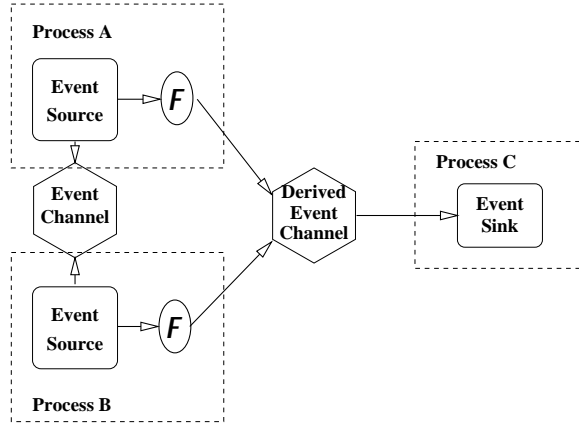 Process A
Event
Source
F
Event
Channel
Derived
Event
Channel
Process C
Event
Sink
Event
Source
F
Process B